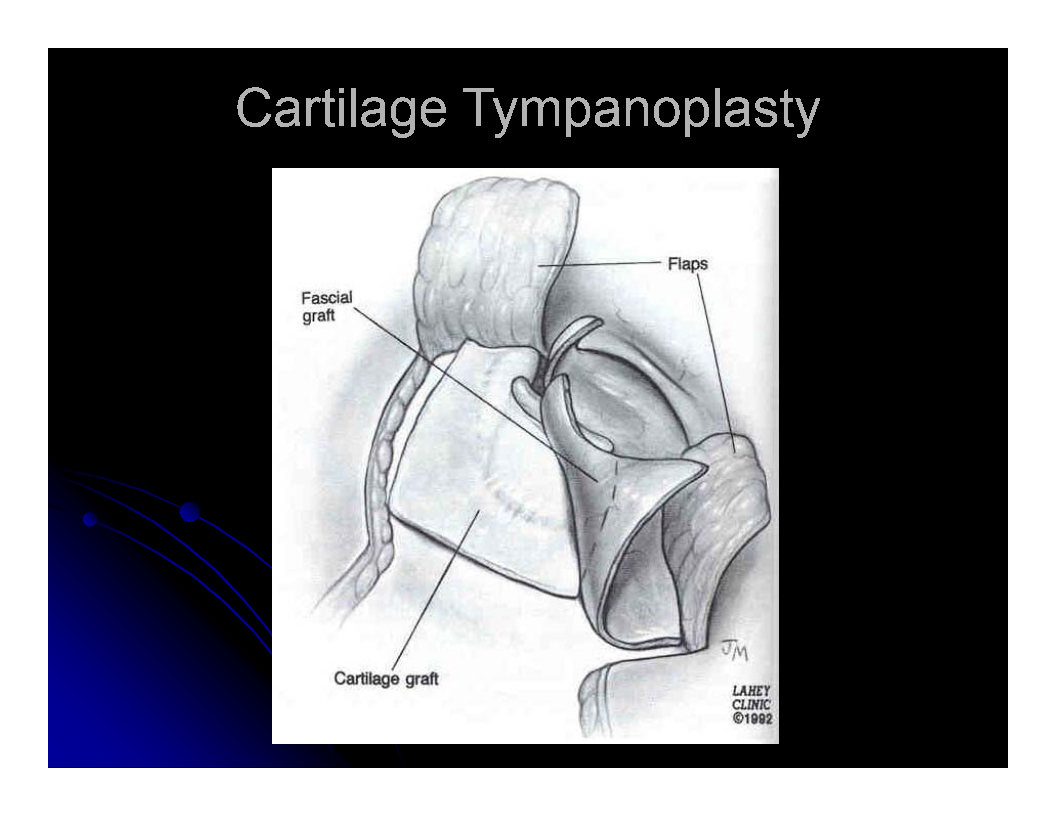 Cartilage Tympanoplasty
Flaps
Fascial
graft
Cartilage graft
JM
LAHEY
CLINIC
©1992